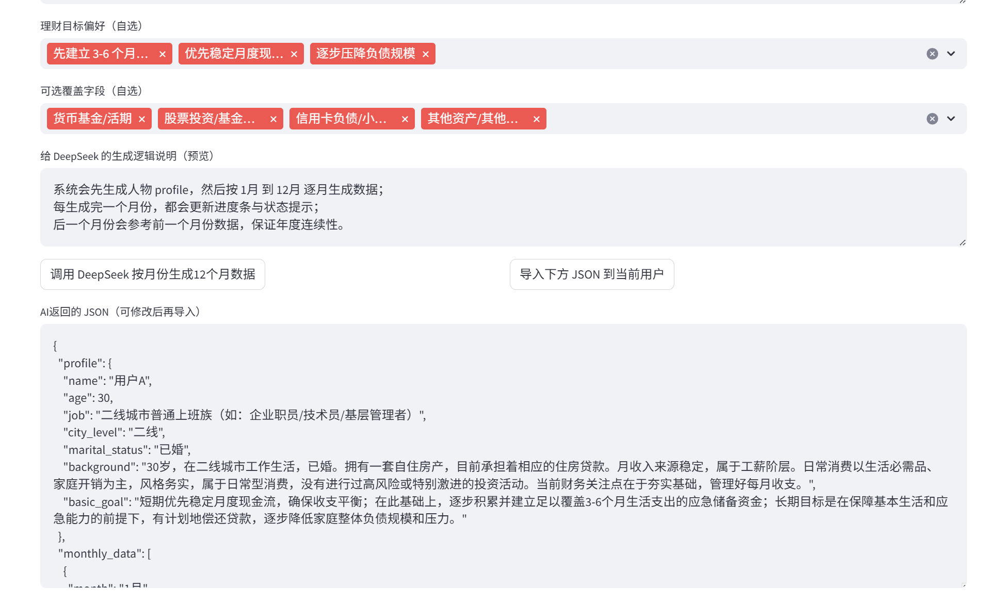 理财目标偏好（自选）
先建立 3-6 个月... × 优先稳定月度现... × 逐步压降负债规模 ×
可选覆盖字段（自选）
货币基金/活期 × 股票投资/基金... × 信用卡负债/小... × 其他资产/其他... ×
给 DeepSeek 的生成逻辑说明（预览）
系统会先生成人物 profile，然后按 1月 到 12月 逐月生成数据；
每生成完一个月份，都会更新进度条与状态提示；
后一个月份会参考前一个月份数据，保证年度连续性。
调用 DeepSeek 按月份生成12个月数据
导入下方 JSON 到当前用户
AI返回的 JSON（可修改后再导入）
{
"profile": {
"name": "用户A",
"age": 30,
"job": "二线城市普通上班族（如：企业职员/技术员/基层管理者）",
"city_level": "二线",
"marital_status": "已婚",
"background": "30岁，在二线城市工作生活，已婚。拥有一套自住房产，目前承担着相应的住房贷款。月收入来源稳定，属于工薪阶层。日常消费以生活必需品、
家庭开销为主，风格务实，属于日常型消费，没有进行过高风险或特别激进的投资活动。当前财务关注点在于夯实基础，管理好每月收支。",
"basic_goal": "短期优先稳定月度现金流，确保收支平衡；在此基础上，逐步积累并建立足以覆盖3-6个月生活支出的应急储备资金；长期目标是在保障基本生活和应
急能力的前提下，有计划地偿还贷款，逐步降低家庭整体负债规模和压力。"
},
"monthly_data": [
{
"month": "1月"